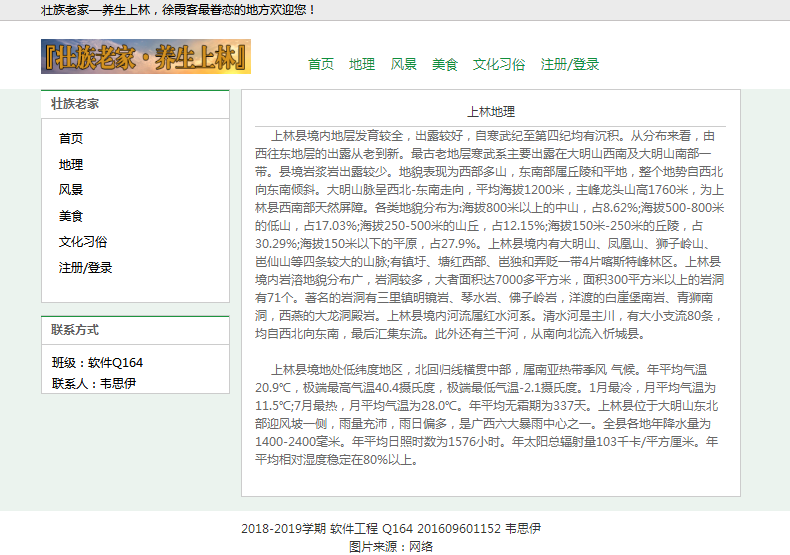 壮族老家—养生上林，徐霞客最眷恋的地方欢迎您！
『壮族老家·养生上林』
首页 地理 风景 美食 文化习俗 注册/登录
壮族老家
首页
地理
风景
美食
文化习俗
注册/登录
联系方式
班级：软件Q164
联系人：韦思伊
上林地理
上林县境内地层发育较全，出露较好，自寒武纪至第四纪均有沉积。从分布来看，由
西往东地层的出露从老到新。最古老地层寒武系主要出露在大明山西南及大明山南部一
带。县境岩浆岩出露较少。地貌表现为西部多山，东南部属丘陵和平地，整个地势自西北
向东南倾斜。大明山脉呈西北-东南走向，平均海拔1200米，主峰龙头山高1760米，为上
林县西南部天然屏障。各类地貌分布为:海拔800米以上的中山，占8.62%;海拔500-800米
的低山，占17.03%;海拔250-500米的山丘，占12.15%;海拔150米-250米的丘陵，占
30.29%;海拔150米以下的平原，占27.9%。上林县境内有大明山、凤凰山、狮子岭山、
岜仙山等四条较大的山脉;有镇圩、塘红西部、岜独和弄贬一带4片喀斯特峰林区。上林县
境内岩溶地貌分布广，岩洞较多，大者面积达7000多平方米，面积300平方米以上的岩洞
有71个。著名的岩洞有三里镇明镜岩、琴水岩、佛子岭岩，洋渡的白崖堡南岩、青狮南
洞，西燕的大龙洞殿岩。上林县境内河流属红水河系。清水河是主川，有大小支流80条，
均自西北向东南，最后汇集东流。此外还有兰干河，从南向北流入忻城县。
上林县境地处低纬度地区，北回归线横贯中部，属南亚热带季风 气候。年平均气温
20.9℃，极端最高气温40.4摄氏度，极端最低气温-2.1摄氏度。1月最冷，月平均气温为
11.5℃;7月最热，月平均气温为28.0℃。年平均无霜期为337天。上林县位于大明山东北
部迎风坡一侧，雨量充沛，雨日偏多，是广西六大暴雨中心之一。全县各地年降水量为
1400-2400毫米。年平均日照时数为1576小时。年太阳总辐射量103千卡/平方厘米。年
平均相对湿度稳定在80%以上。
2018-2019学期 软件工程 Q164 201609601152 韦思伊
图片来源：网络